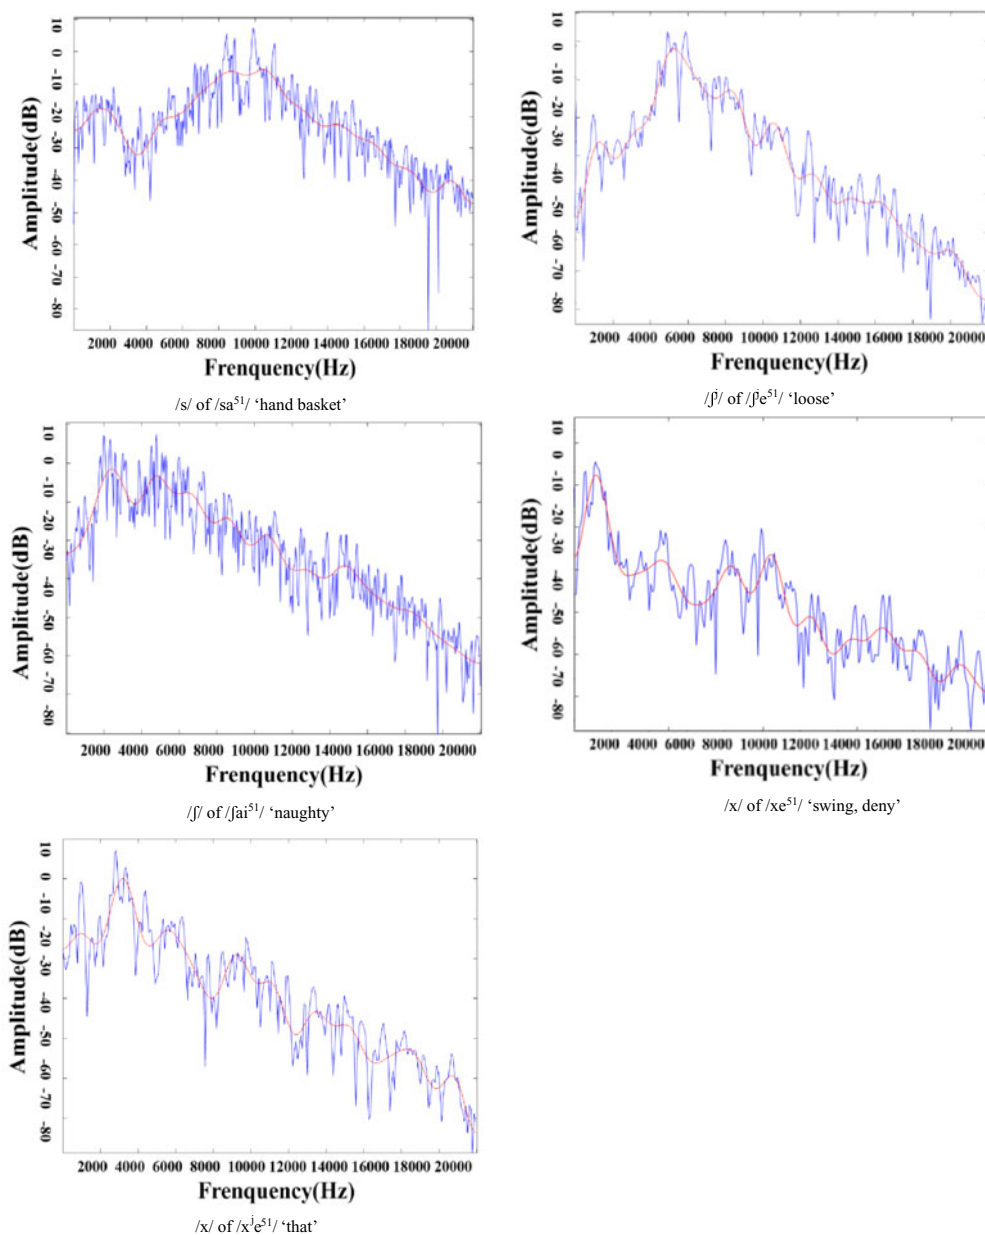 10
0
-10
-20
-30
-40
-50
-60
-70
-80
Amplitude(dB)
2000 4000 6000 8000 10000 12000 14000 16000 18000 20000
Frenquency(Hz)
/s/ of /sa⁵¹/ ‘hand basket’
10
0
-10
-20
-30
-40
-50
-60
-70
-80
Amplitude(dB)
2000 4000 6000 8000 10000 12000 14000 16000 18000 20000
Frenquency(Hz)
/ʃʲ/ of /ʃʲe⁵¹/ ‘loose’
10
0
-10
-20
-30
-40
-50
-60
-70
-80
Amplitude(dB)
2000 4000 6000 8000 10000 12000 14000 16000 18000 20000
Frenquency(Hz)
/ʃ/ of /ʃai⁵¹/ ‘naughty’
10
0
-10
-20
-30
-40
-50
-60
-70
-80
Amplitude(dB)
2000 4000 6000 8000 10000 12000 14000 16000 18000 20000
Frenquency(Hz)
/x/ of /xe⁵¹/ ‘swing, deny’
10
0
-10
-20
-30
-40
-50
-60
-70
-80
Amplitude(dB)
2000 4000 6000 8000 10000 12000 14000 16000 18000 20000
Frenquency(Hz)
/x/ of /xʲe⁵¹/ ‘that’